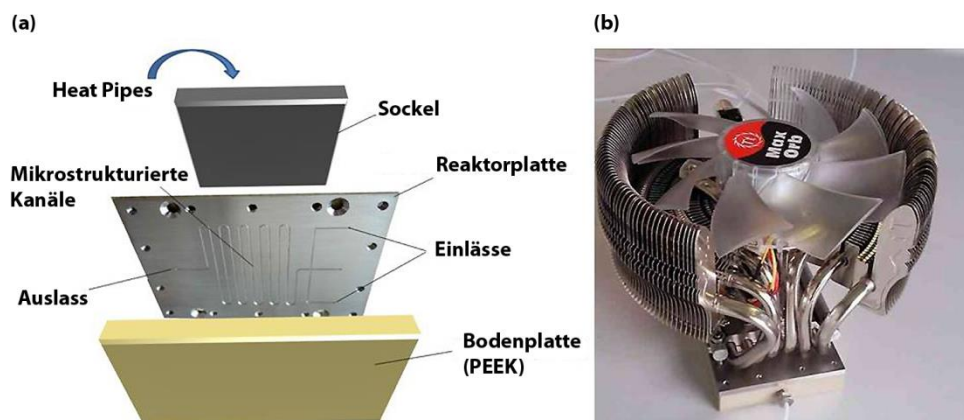 (a)
Heat Pipes
Sockel
Mikrostrukturierte
Kanäle
Reaktorplatte
Einlässe
Auslass
Bodenplatte
(PEEK)
(b)
Max
Orb